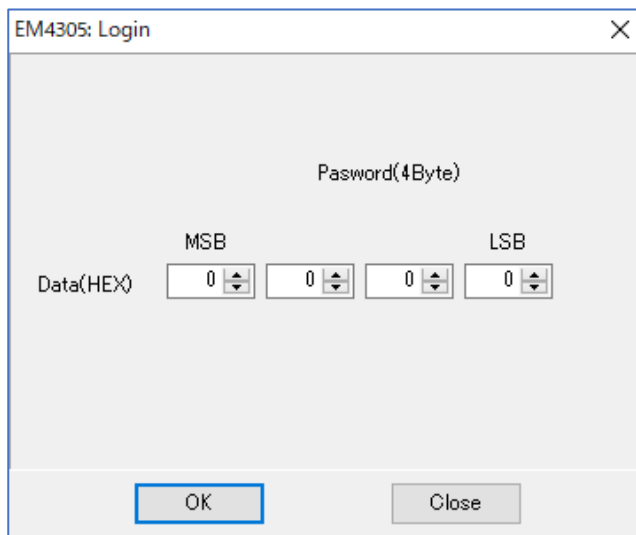 EM4305: Login
Pasword(4Byte)
MSB LSB
Data(HEX) 0 0 0 0
OK Close